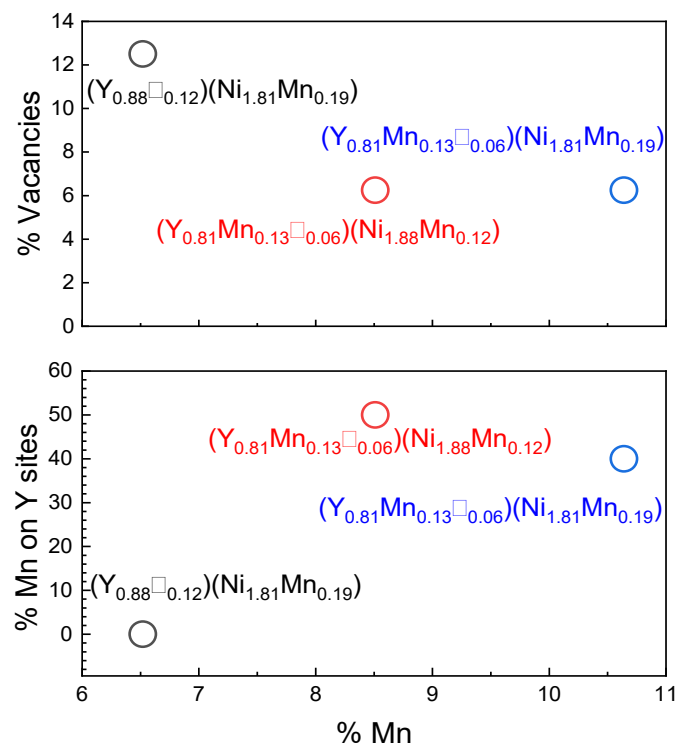 14
12
10
8
6
4
2
0
% Vacancies
(Y0.88□0.12)(Ni1.81Mn0.19)
(Y0.81Mn0.13□0.06)(Ni1.81Mn0.19)
(Y0.81Mn0.13□0.06)(Ni1.88Mn0.12)
60
50
40
30
20
10
0
% Mn on Y sites
(Y0.81Mn0.13□0.06)(Ni1.88Mn0.12)
(Y0.81Mn0.13□0.06)(Ni1.81Mn0.19)
(Y0.88□0.12)(Ni1.81Mn0.19)
6 7 8 9 10 11
% Mn